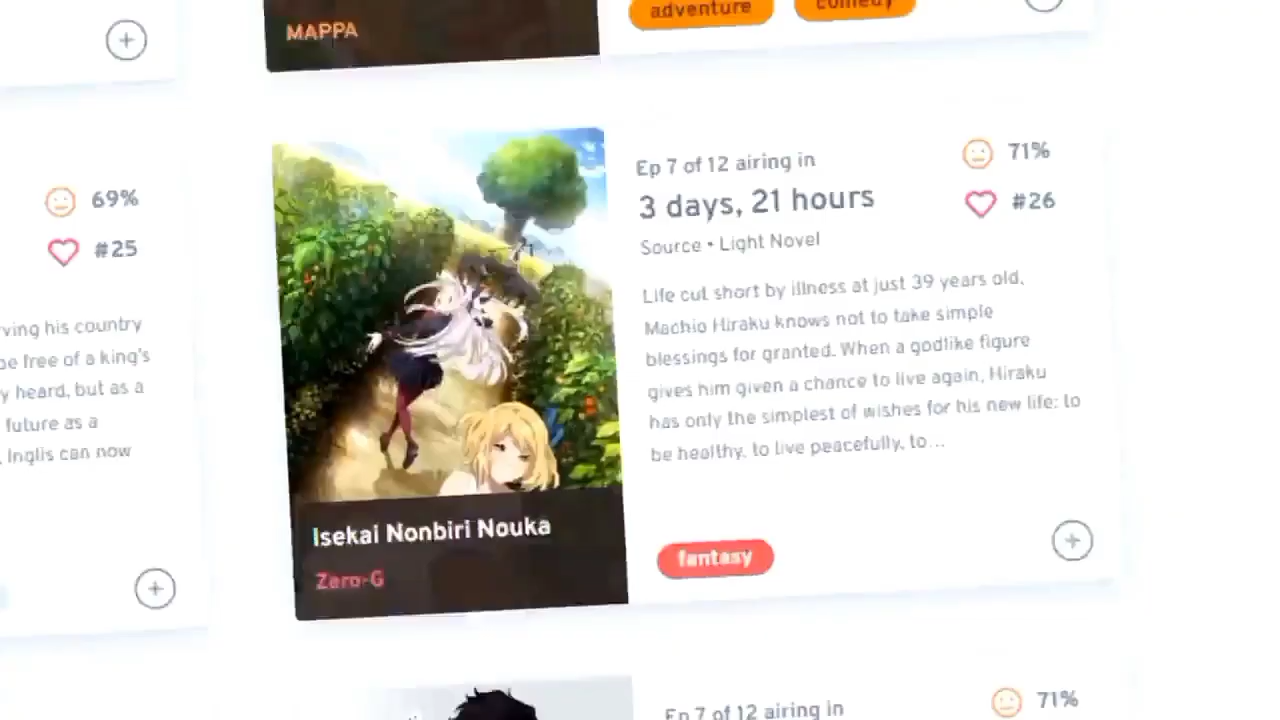 MAPPA
adventure
comedy
69%
#25
rving his country
be free of a king's
y heard, but as a
future as a
. Inglis can now
Ep 7 of 12 airing in
3 days, 21 hours
Source • Light Novel
71%
#26
Life cut short by illness at just 39 years old,
Machio Hiraku knows not to take simple
blessings for granted. When a godlike figure
gives him given a chance to live again, Hiraku
has only the simplest of wishes for his new life: to
be healthy, to live peacefully, to...
Isekai Nonbiri Nouka
Zero-G
fantasy
Ep 7 of 12 airing in
71%